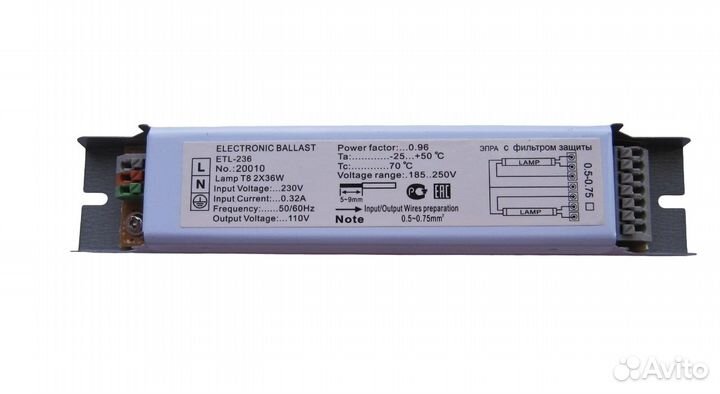 L
N
ELECTRONIC BALLAST
ETL-236
No.:20010
Lamp T8 2X36W
Input Voltage:...230V
Input Current:...0.32A
Frequency:......50/60Hz
Output Voltage:...110V
Power factor:...0.96
Ta:............-25...+50 °C
Tc:............70 °C
Voltage range:..185..250V
5~9mm
EAC
Note
Input/Output Wires preparation
0.5~0.75mm²
ЭПРА с фильтром защиты
LAMP
LAMP
0.5-0.75
Avito